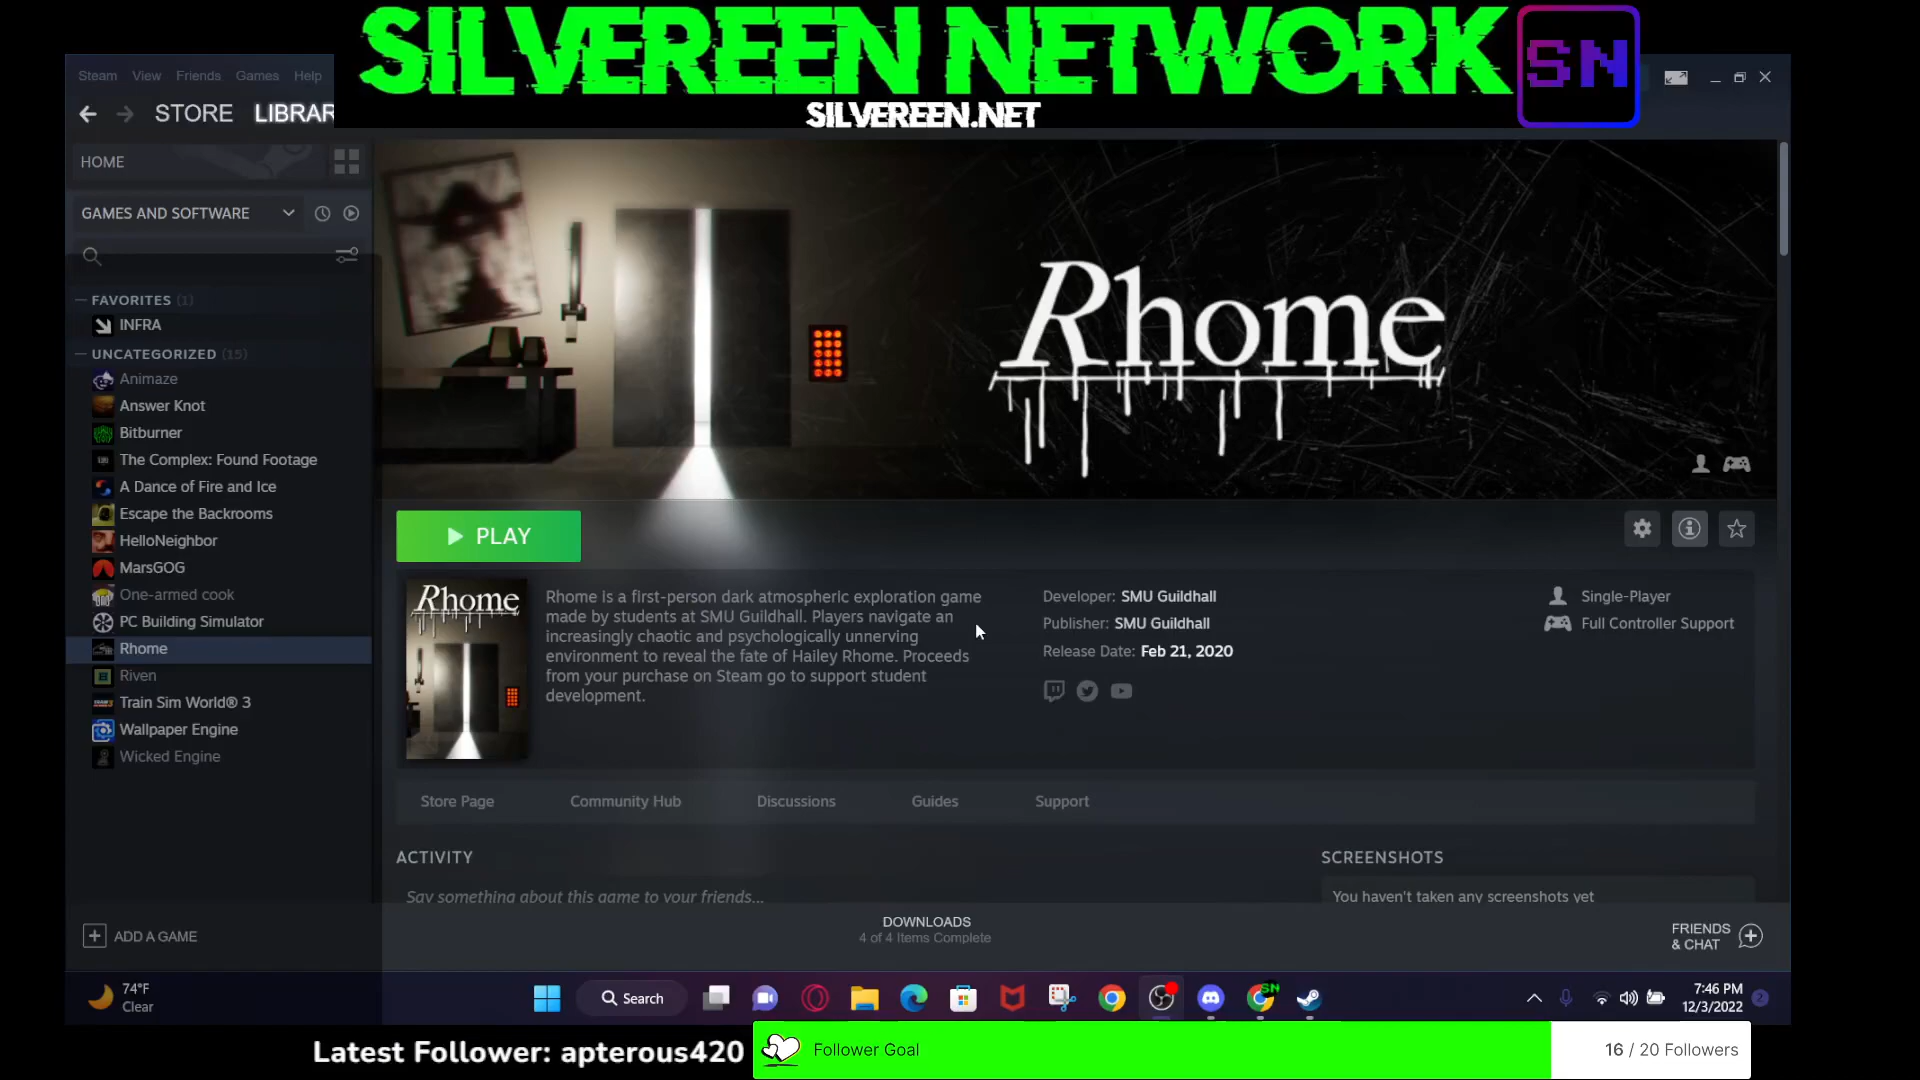 SILVEREEN NETWORK
SN
SILVEREEN.NET
Steam View Friends Games Help
STORE LIBRAR
HOME
GAMES AND SOFTWARE
FAVORITES (1)
INFRA
UNCATEGORIZED (15)
Animaze
Answer Knot
Bitburner
The Complex: Found Footage
A Dance of Fire and Ice
Escape the Backrooms
HelloNeighbor
MarsGOG
One-armed cook
PC Building Simulator
Rhome
Riven
Train Sim World® 3
Wallpaper Engine
Wicked Engine
ADD A GAME
Rhome
PLAY
Rhome
Rhome is a first-person dark atmospheric exploration game
made by students at SMU Guildhall. Players navigate an
increasingly chaotic and psychologically unnerving
environment to reveal the fate of Hailey Rhome. Proceeds
from your purchase on Steam go to support student
development.
Developer: SMU Guildhall
Publisher: SMU Guildhall
Release Date: Feb 21, 2020
Single-Player
Full Controller Support
Store Page Community Hub Discussions Guides Support
ACTIVITY
Say something about this game to your friends...
SCREENSHOTS
You haven't taken any screenshots yet
DOWNLOADS
4 of 4 Items Complete
FRIENDS
& CHAT
74°F
Clear
Search
SN
7:46 PM
12/3/2022
2
Latest Follower: apterous420
Follower Goal
16 / 20 Followers